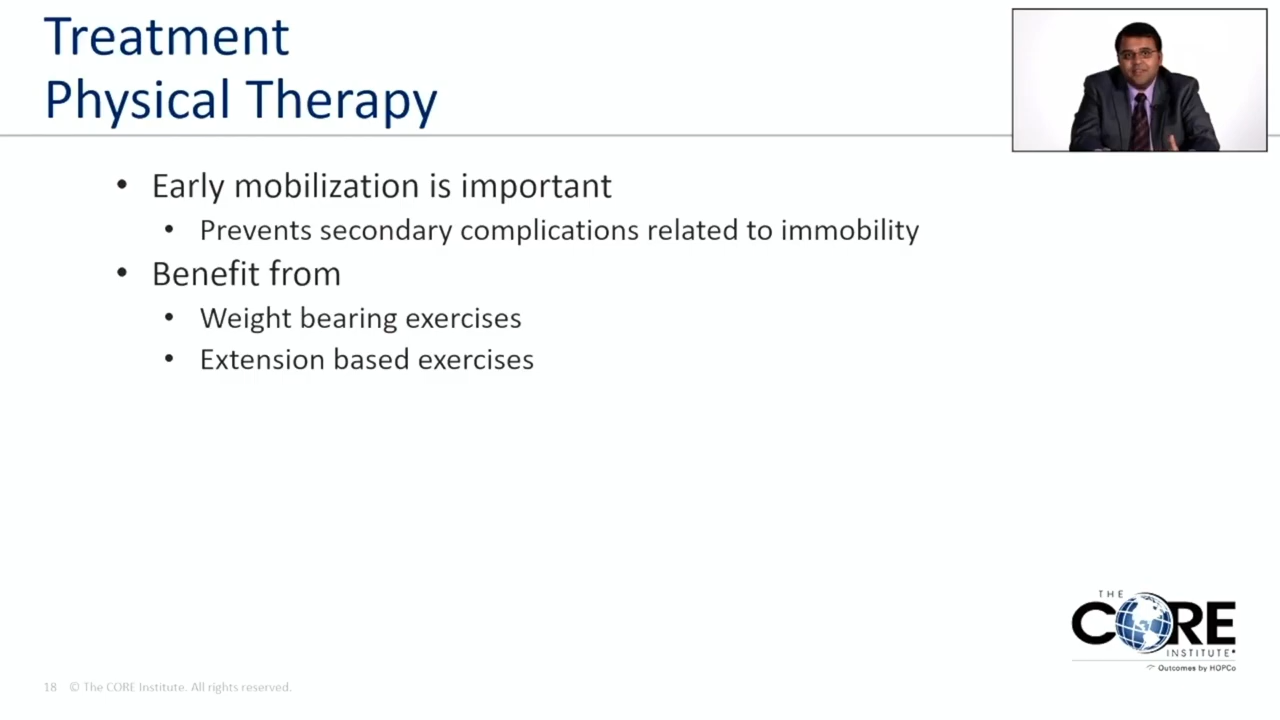 Treatment
Physical Therapy
• Early mobilization is important
• Prevents secondary complications related to immobility
• Benefit from
• Weight bearing exercises
• Extension based exercises
THE
CORE
INSTITUTE
Outcomes by HOPCo
18 © The CORE Institute. All rights reserved.